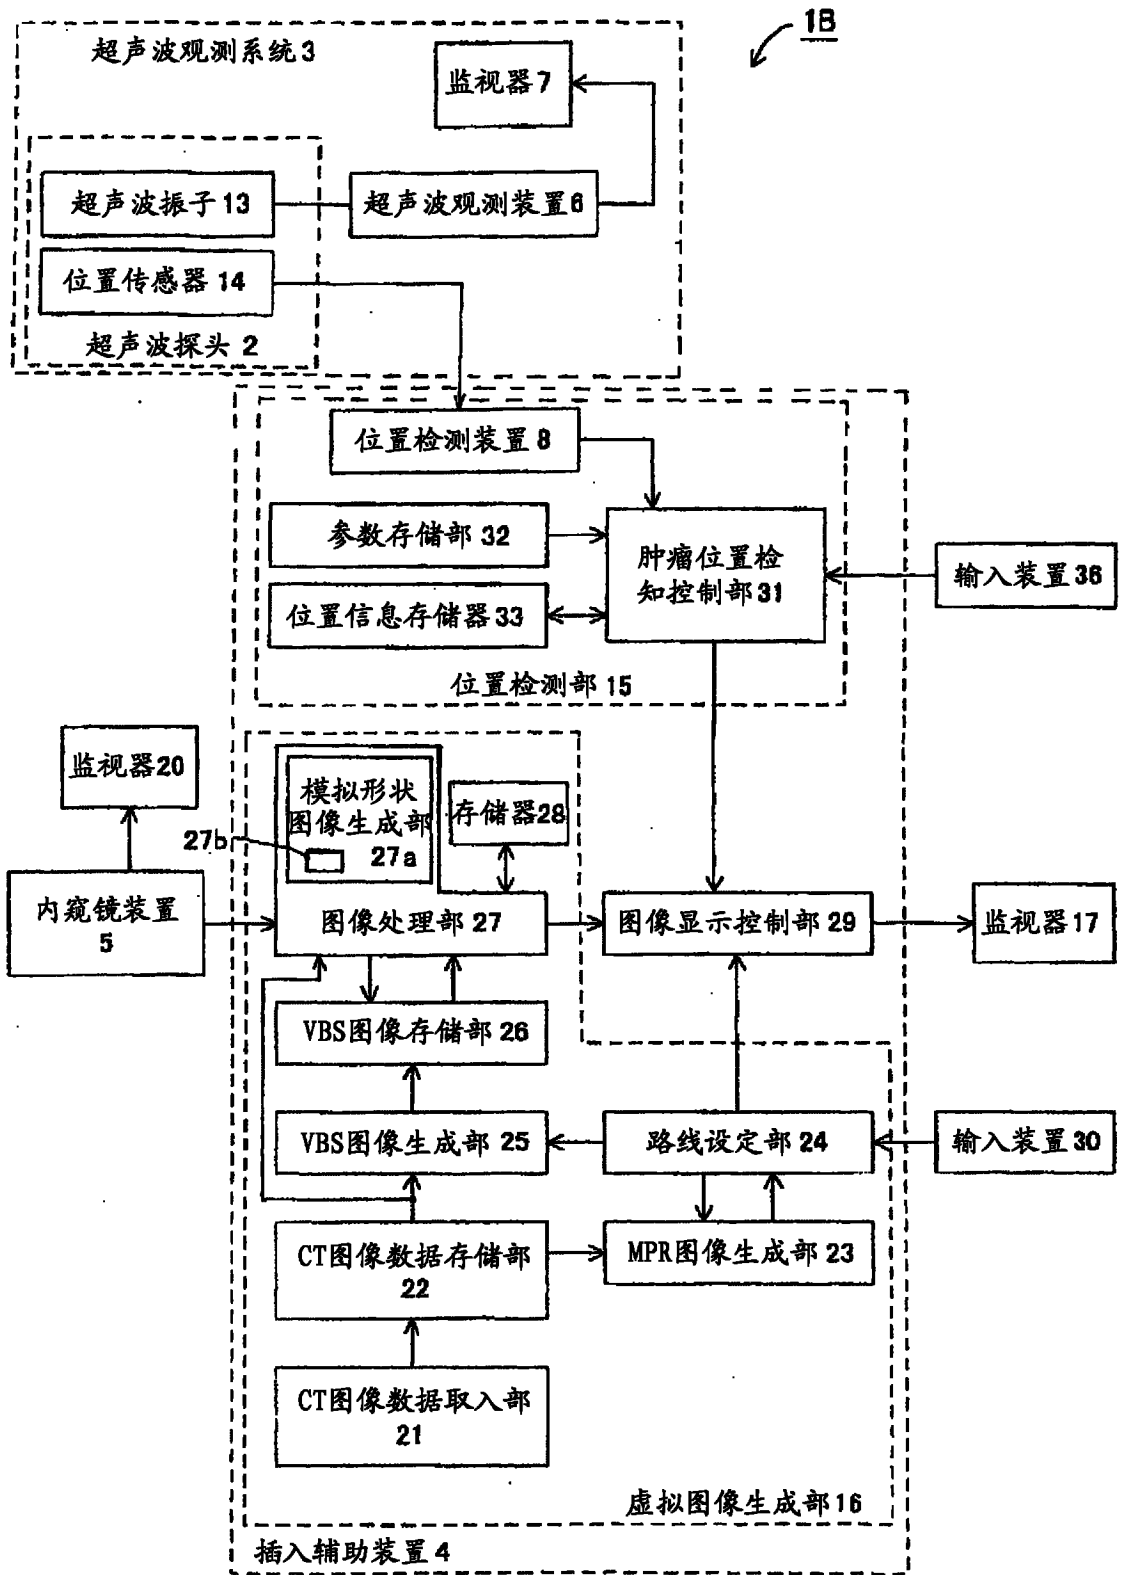 1B
超声波观测系统3
监视器7
超声波振子13
超声波观测装置6
位置传感器14
超声波探头2
位置检测装置8
参数存储部32
肿瘤位置检
知控制部31
输入装置36
位置信息存储器33
位置检测部15
监视器20
模拟形状
图像生成部
27a
27b
存储器28
内窥镜装置
5
图像处理部27
图像显示控制部29
监视器17
VBS图像存储部26
VBS图像生成部25
路线设定部24
输入装置30
CT图像数据存储部
22
MPR图像生成部23
CT图像数据取入部
21
虚拟图像生成部16
插入辅助装置4